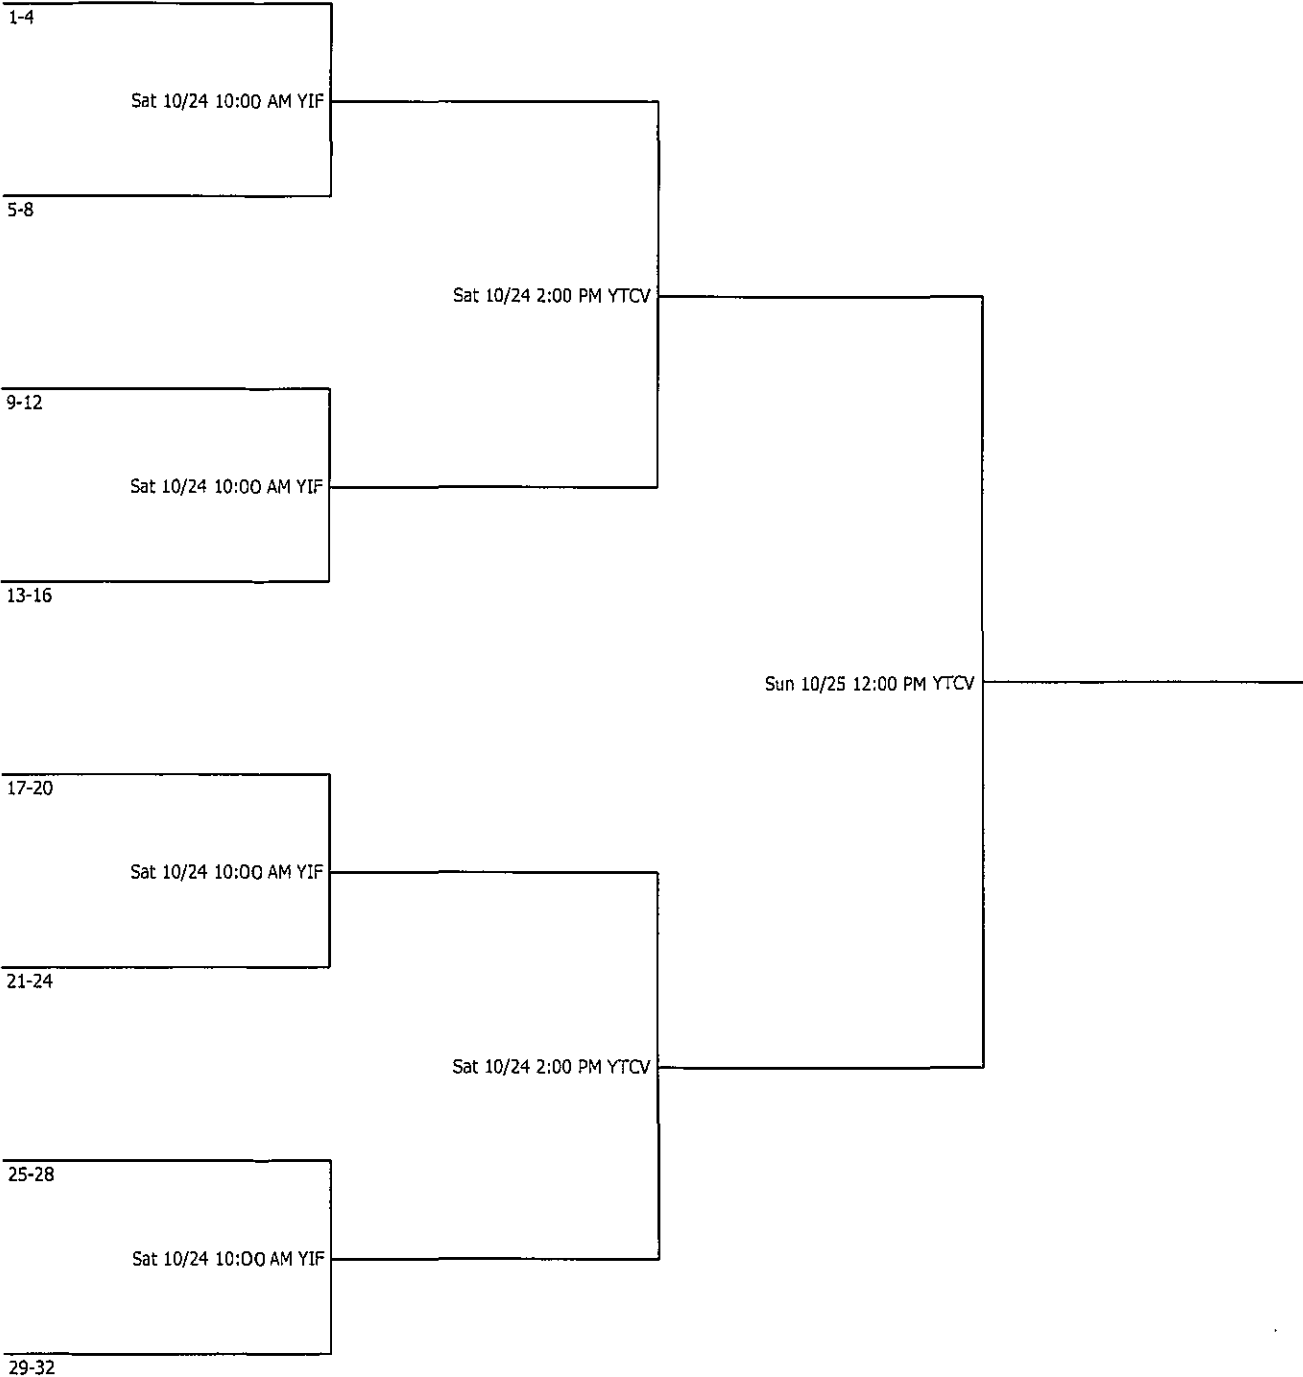 1-4
Sat 10/24 10:00 AM YIF
5-8
Sat 10/24 2:00 PM YTCV
9-12
Sat 10/24 10:00 AM YIF
13-16
Sun 10/25 12:00 PM YTCV
17-20
Sat 10/24 10:00 AM YIF
21-24
Sat 10/24 2:00 PM YTCV
25-28
Sat 10/24 10:00 AM YIF
29-32